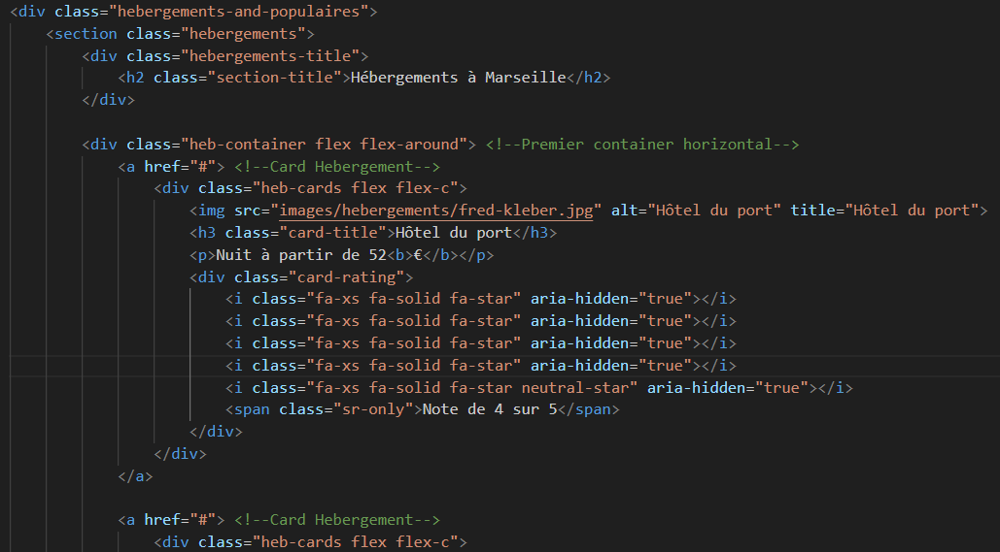 <div class="hebergements-and-populaires">
<section class="hebergements">
<div class="hebergements-title">
<h2 class="section-title">Hébergements à Marseille</h2>
</div>
<div class="heb-container flex flex-around"> <!--Premier container horizontal-->
<a href="#"> <!--Card Hebergement-->
<div class="heb-cards flex flex-c">
<img src="images/hebergements/fred-kleber.jpg" alt="Hôtel du port" title="Hôtel du port">
<h3 class="card-title">Hôtel du port</h3>
<p>Nuit à partir de 52<b>€</b></p>
<div class="card-rating">
<i class="fa-xs fa-solid fa-star" aria-hidden="true"></i>
<i class="fa-xs fa-solid fa-star" aria-hidden="true"></i>
<i class="fa-xs fa-solid fa-star" aria-hidden="true"></i>
<i class="fa-xs fa-solid fa-star" aria-hidden="true"></i>
<i class="fa-xs fa-solid fa-star neutral-star" aria-hidden="true"></i>
<span class="sr-only">Note de 4 sur 5</span>
</div>
</div>
</a>
<a href="#"> <!--Card Hebergement-->
<div class="heb-cards flex flex-c">